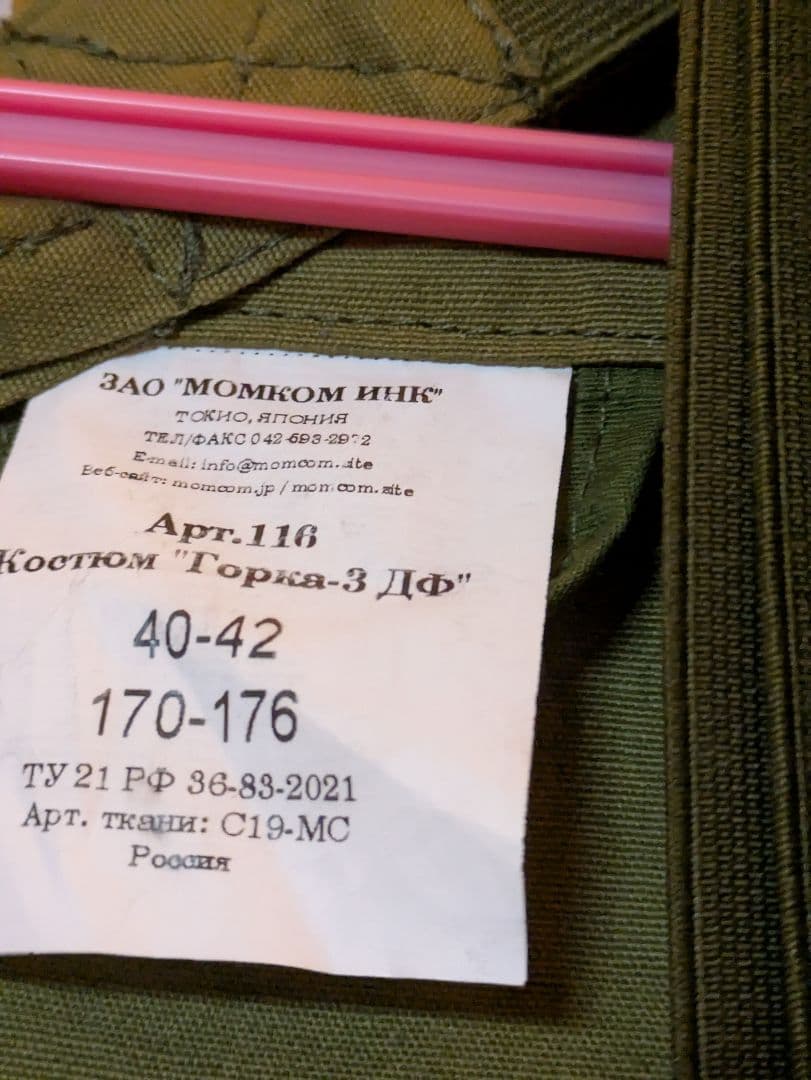 ЗАО "МОМКОМ ИНК"
ТОКИО, ЯПОНИЯ
ТЕЛ/ФАКС 042-693-2972
E-mail: info@momcom.site
Веб-сайт: momcom.jp / momcom.site
Арт.116
Костюм "Горка-3 ДФ"
40-42
170-176
ТУ 21 РФ 36-83-2021
Арт. ткани: С19-МС
Россия